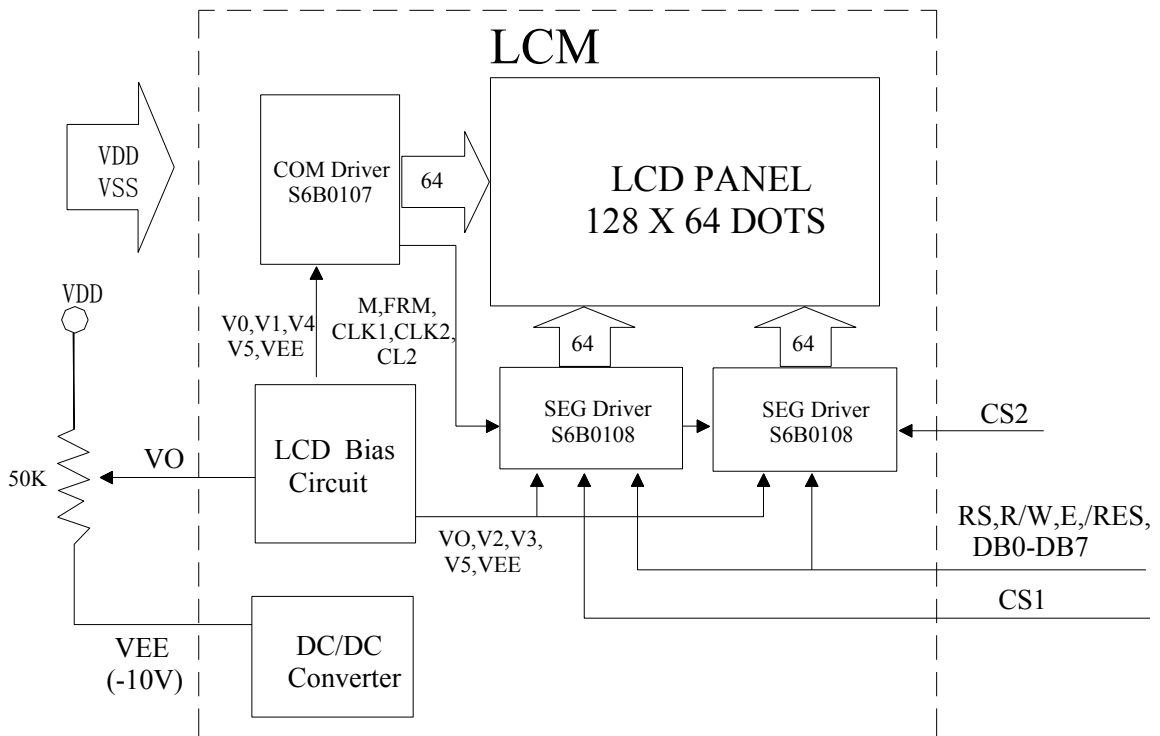 LCM
VDD
VSS
COM Driver
S6B0107
64
LCD PANEL
128 X 64 DOTS
VDD
V0,V1,V4
V5,VEE
M,FRM,
CLK1,CLK2,
CL2
64
64
SEG Driver
S6B0108
SEG Driver
S6B0108
CS2
50K
VO
LCD Bias
Circuit
VO,V2,V3,
V5,VEE
RS,R/W,E,/RES,
DB0-DB7
CS1
VEE
(-10V)
DC/DC
Converter